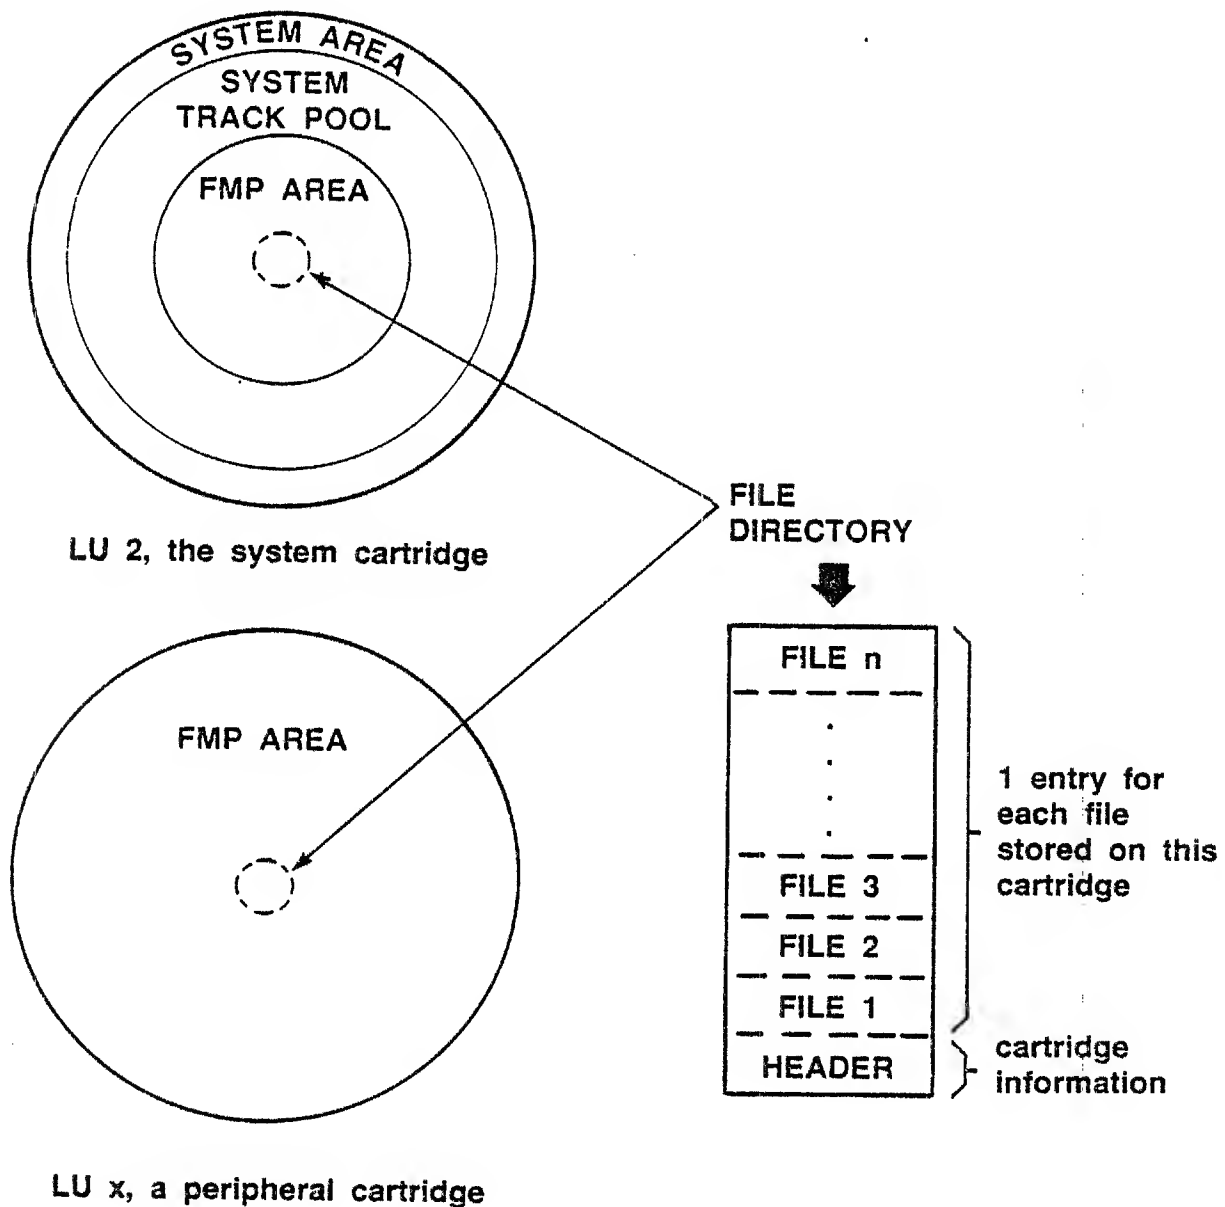 SYSTEM AREA
SYSTEM
TRACK POOL
FMP AREA
LU 2, the system cartridge
FILE
DIRECTORY
FMP AREA
LU x, a peripheral cartridge
FILE n
FILE 3
FILE 2
FILE 1
HEADER
1 entry for
each file
stored on this
cartridge
cartridge
information